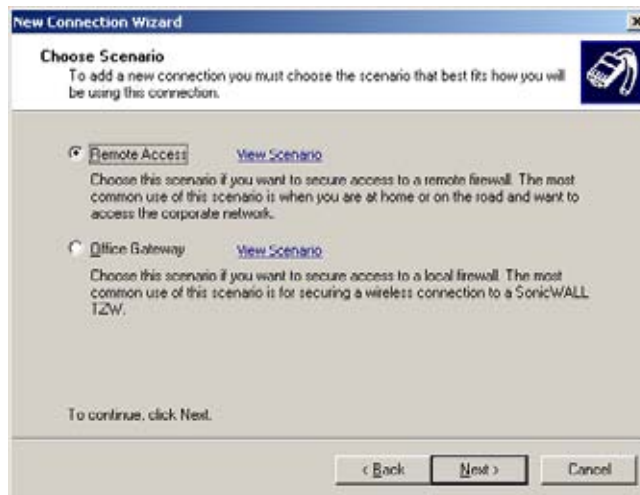 New Connection Wizard
Choose Scenario
To add a new connection you must choose the scenario that best fits how you will
be using this connection.
Remote Access View Scenario
Choose this scenario if you want to secure access to a remote firewall. The most
common use of this scenario is when you are at home or on the road and want to
access the corporate network.
Office Gateway View Scenario
Choose this scenario if you want to secure access to a local firewall. The most
common use of this scenario is for securing a wireless connection to a SonicWALL
TZW.
To continue, click Next.
< Back Next > Cancel